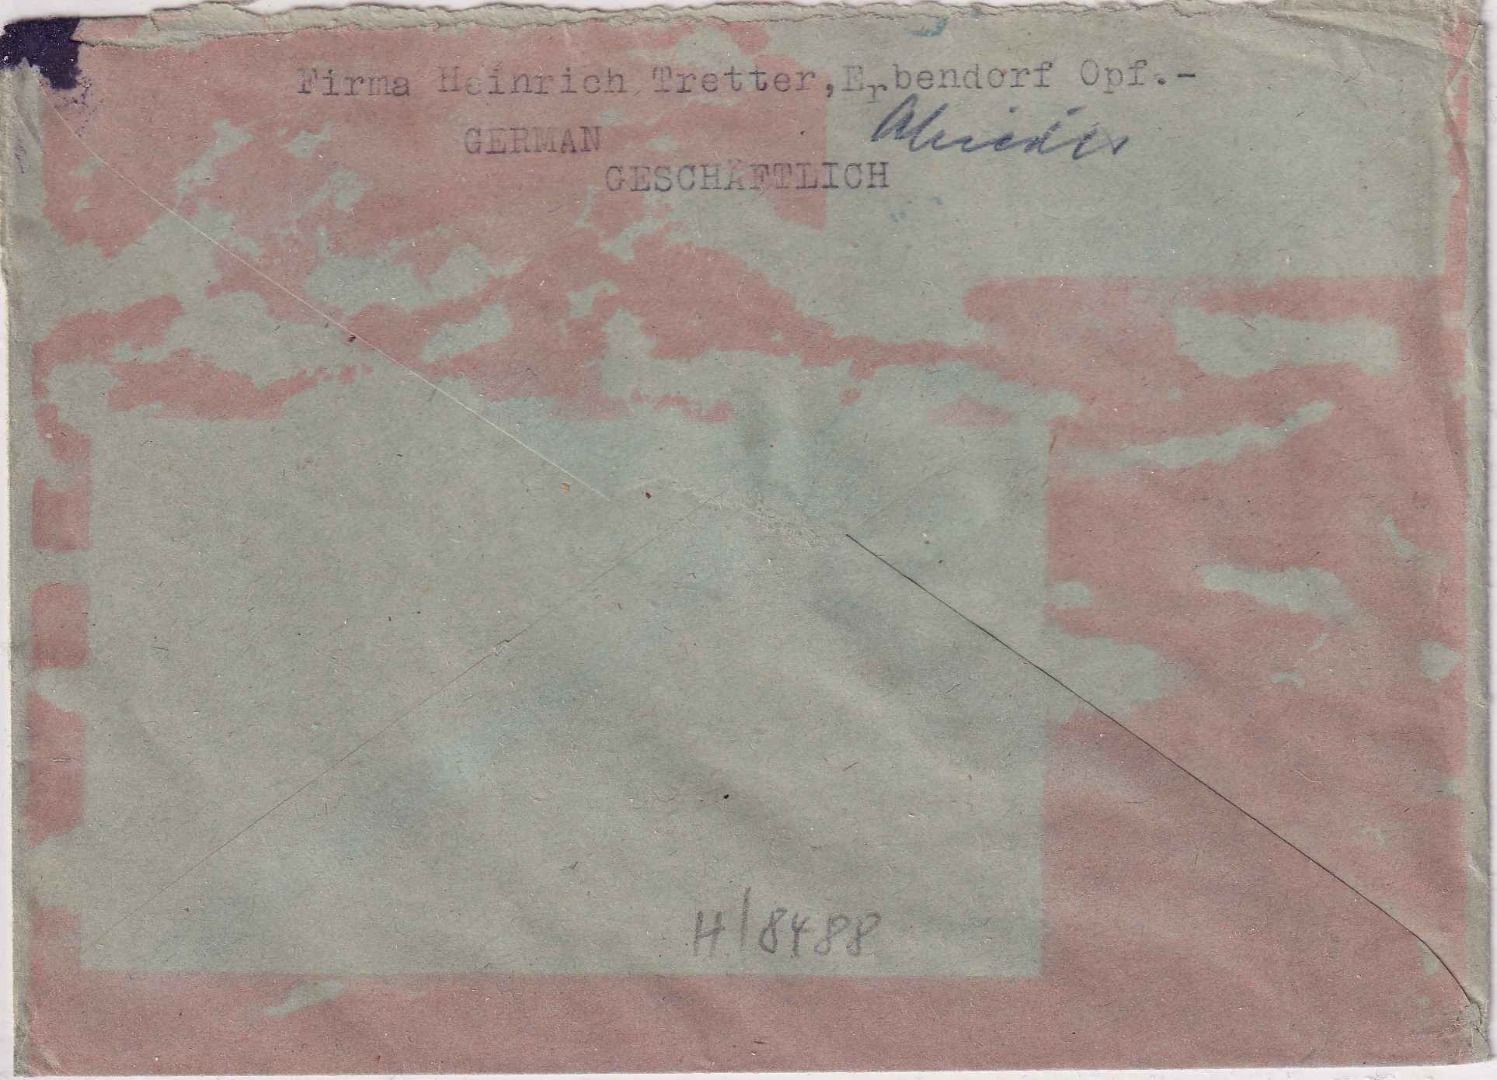 Firma Heinrich Tretter, Erbendorf Opf.-
GERMAN
GESCHÄFTLICH
H/8488